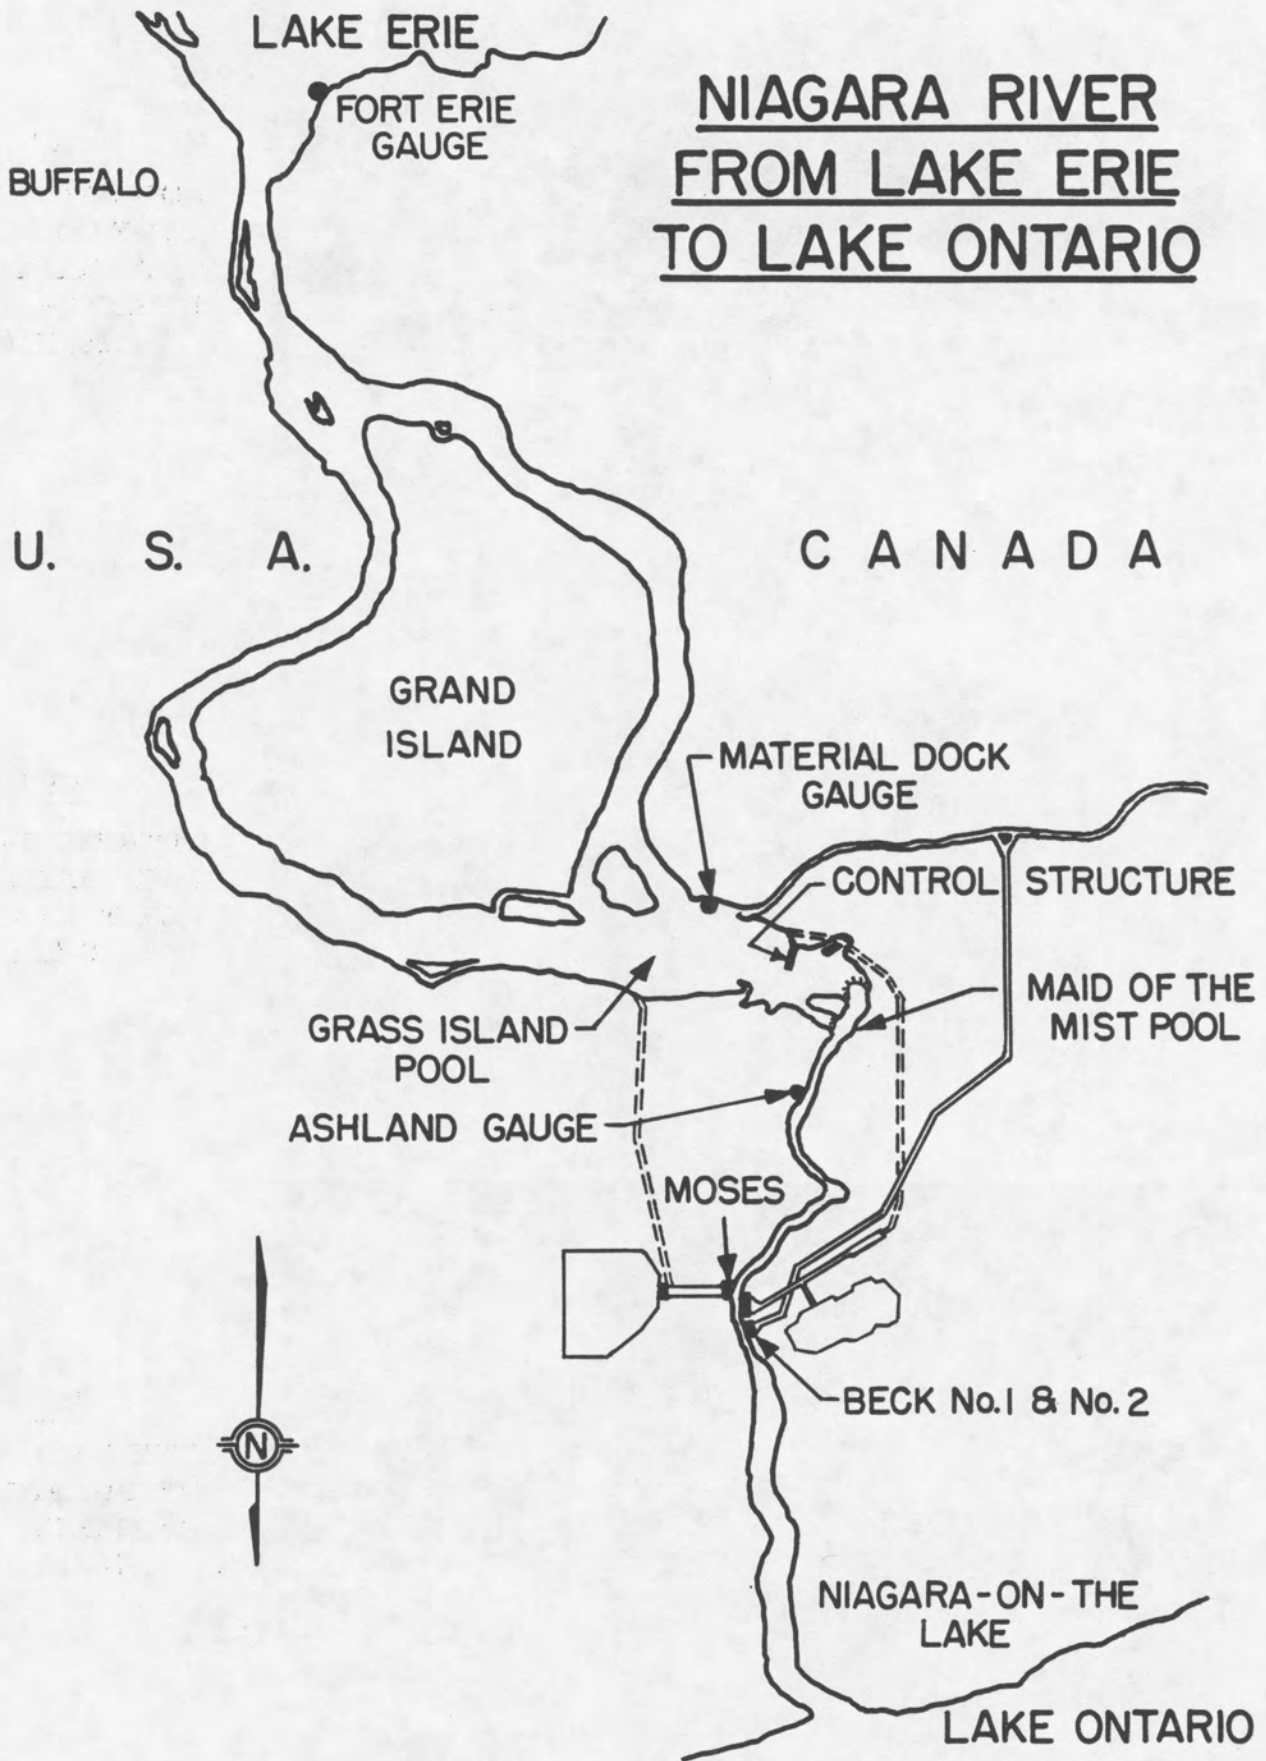 LAKE ERIE
FORT ERIE
GAUGE
BUFFALO
NIAGARA RIVER
FROM LAKE ERIE
TO LAKE ONTARIO
U. S. A.
CANADA
GRAND
ISLAND
MATERIAL DOCK
GAUGE
CONTROL STRUCTURE
MAID OF THE
MIST POOL
GRASS ISLAND
POOL
ASHLAND GAUGE
MOSES
BECK No.1 & No.2
N
NIAGARA-ON-THE
LAKE
LAKE ONTARIO